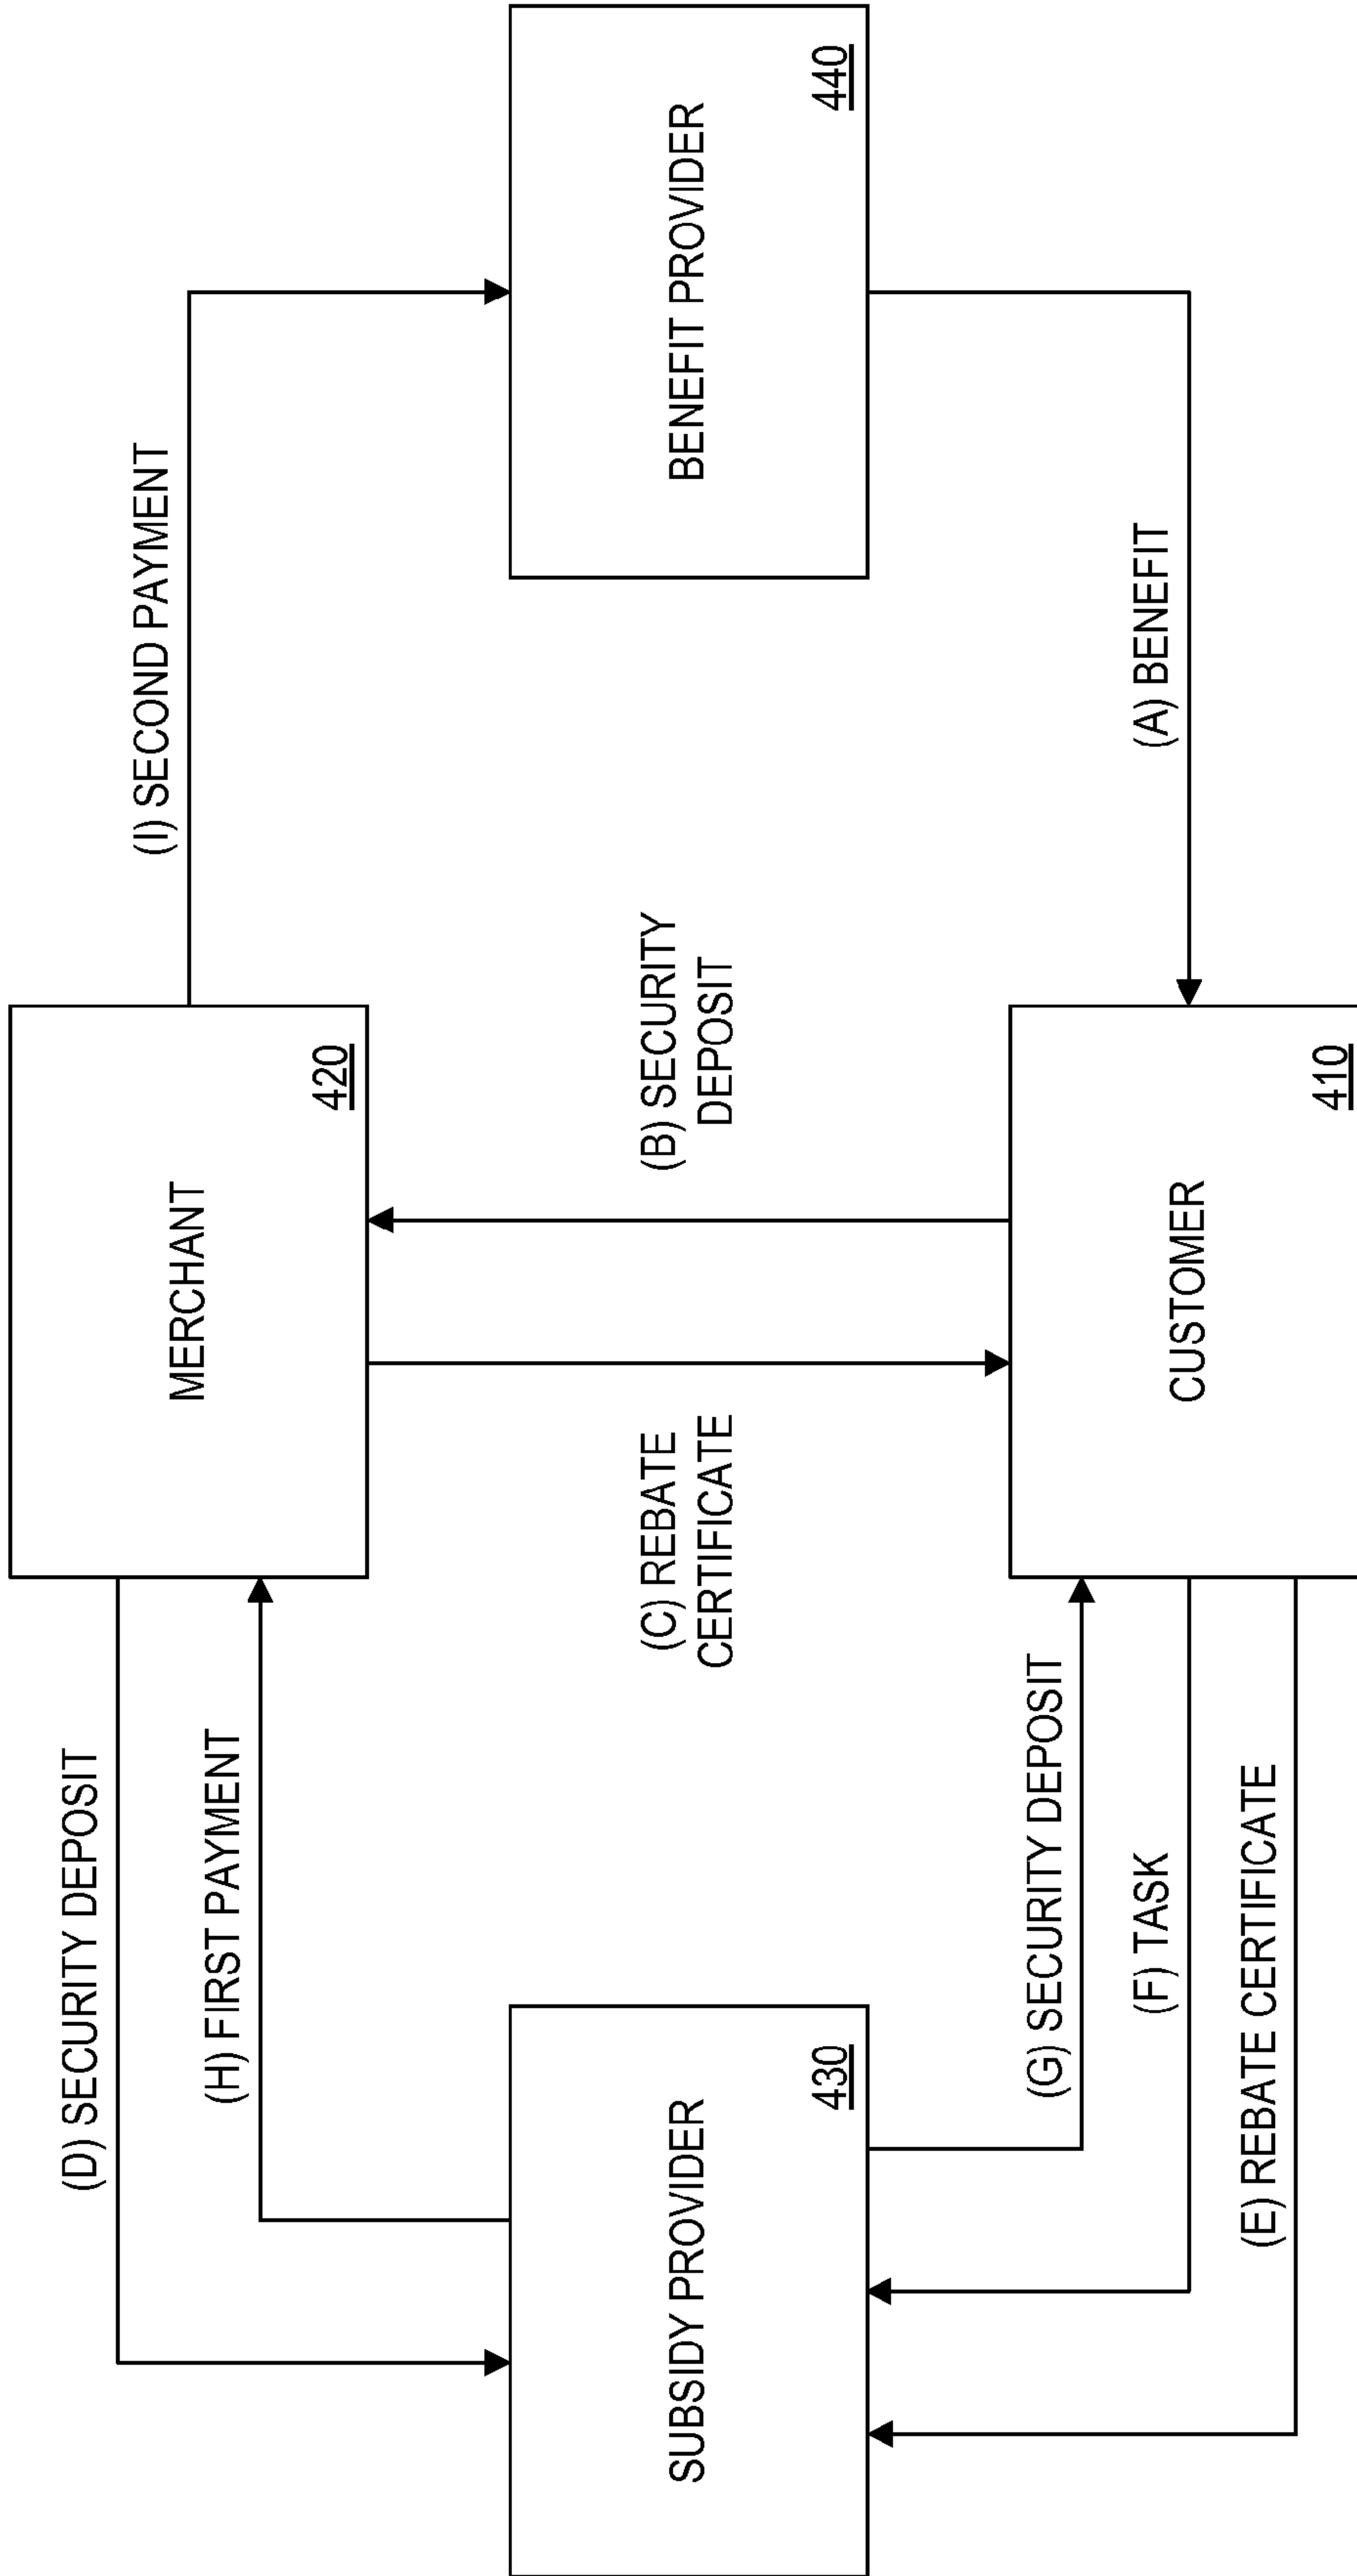 (D) SECURITY DEPOSIT
(H) FIRST PAYMENT
MERCHANT
420
(I) SECOND PAYMENT
SUBSIDY PROVIDER
430
(C) REBATE
CERTIFICATE
(B) SECURITY
DEPOSIT
BENEFIT PROVIDER
440
(G) SECURITY DEPOSIT
(F) TASK
(E) REBATE CERTIFICATE
CUSTOMER
410
(A) BENEFIT